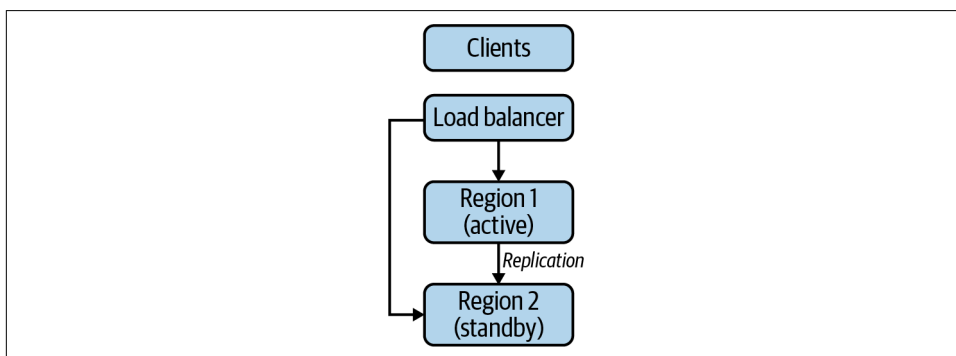 Clients
Load balancer
Region 1
(active)
Replication
Region 2
(standby)